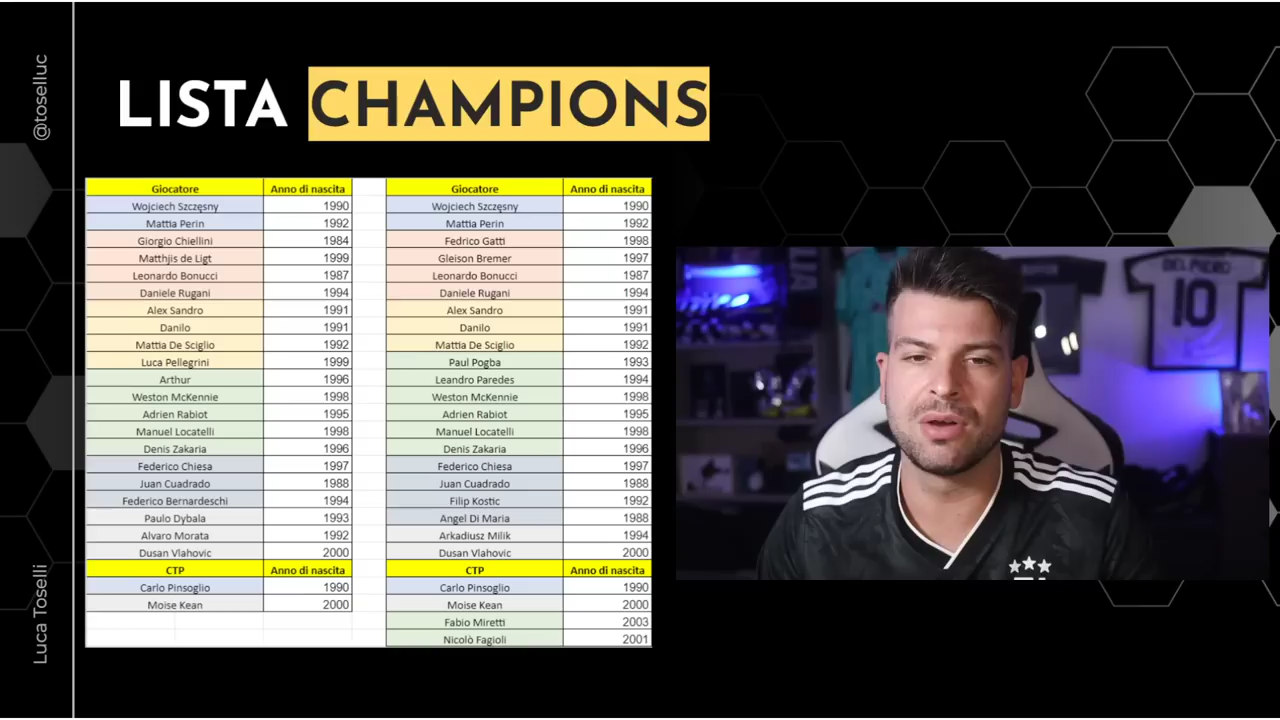 @toselluc
Luca Toselli
LISTA CHAMPIONS
Giocatore Anno di nascita
Wojciech Szczęsny 1990
Mattia Perin 1992
Giorgio Chiellini 1984
Matthjis de Ligt 1999
Leonardo Bonucci 1987
Daniele Rugani 1994
Alex Sandro 1991
Danilo 1991
Mattia De Sciglio 1992
Luca Pellegrini 1999
Arthur 1996
Weston McKennie 1998
Adrien Rabiot 1995
Manuel Locatelli 1998
Denis Zakaria 1996
Federico Chiesa 1997
Juan Cuadrado 1988
Federico Bernardeschi 1994
Paulo Dybala 1993
Alvaro Morata 1992
Dusan Vlahovic 2000
CTP Anno di nascita
Carlo Pinsoglio 1990
Moise Kean 2000
Giocatore Anno di nascita
Wojciech Szczęsny 1990
Mattia Perin 1992
Fedrico Gatti 1998
Gleison Bremer 1997
Leonardo Bonucci 1987
Daniele Rugani 1994
Alex Sandro 1991
Danilo 1991
Mattia De Sciglio 1992
Paul Pogba 1993
Leandro Paredes 1994
Weston McKennie 1998
Adrien Rabiot 1995
Manuel Locatelli 1998
Denis Zakaria 1996
Federico Chiesa 1997
Juan Cuadrado 1988
Filip Kostic 1992
Angel Di Maria 1988
Arkadiusz Milik 1994
Dusan Vlahovic 2000
CTP Anno di nascita
Carlo Pinsoglio 1990
Moise Kean 2000
Fabio Miretti 2003
Nicolò Fagioli 2001
DEL PIERO
10